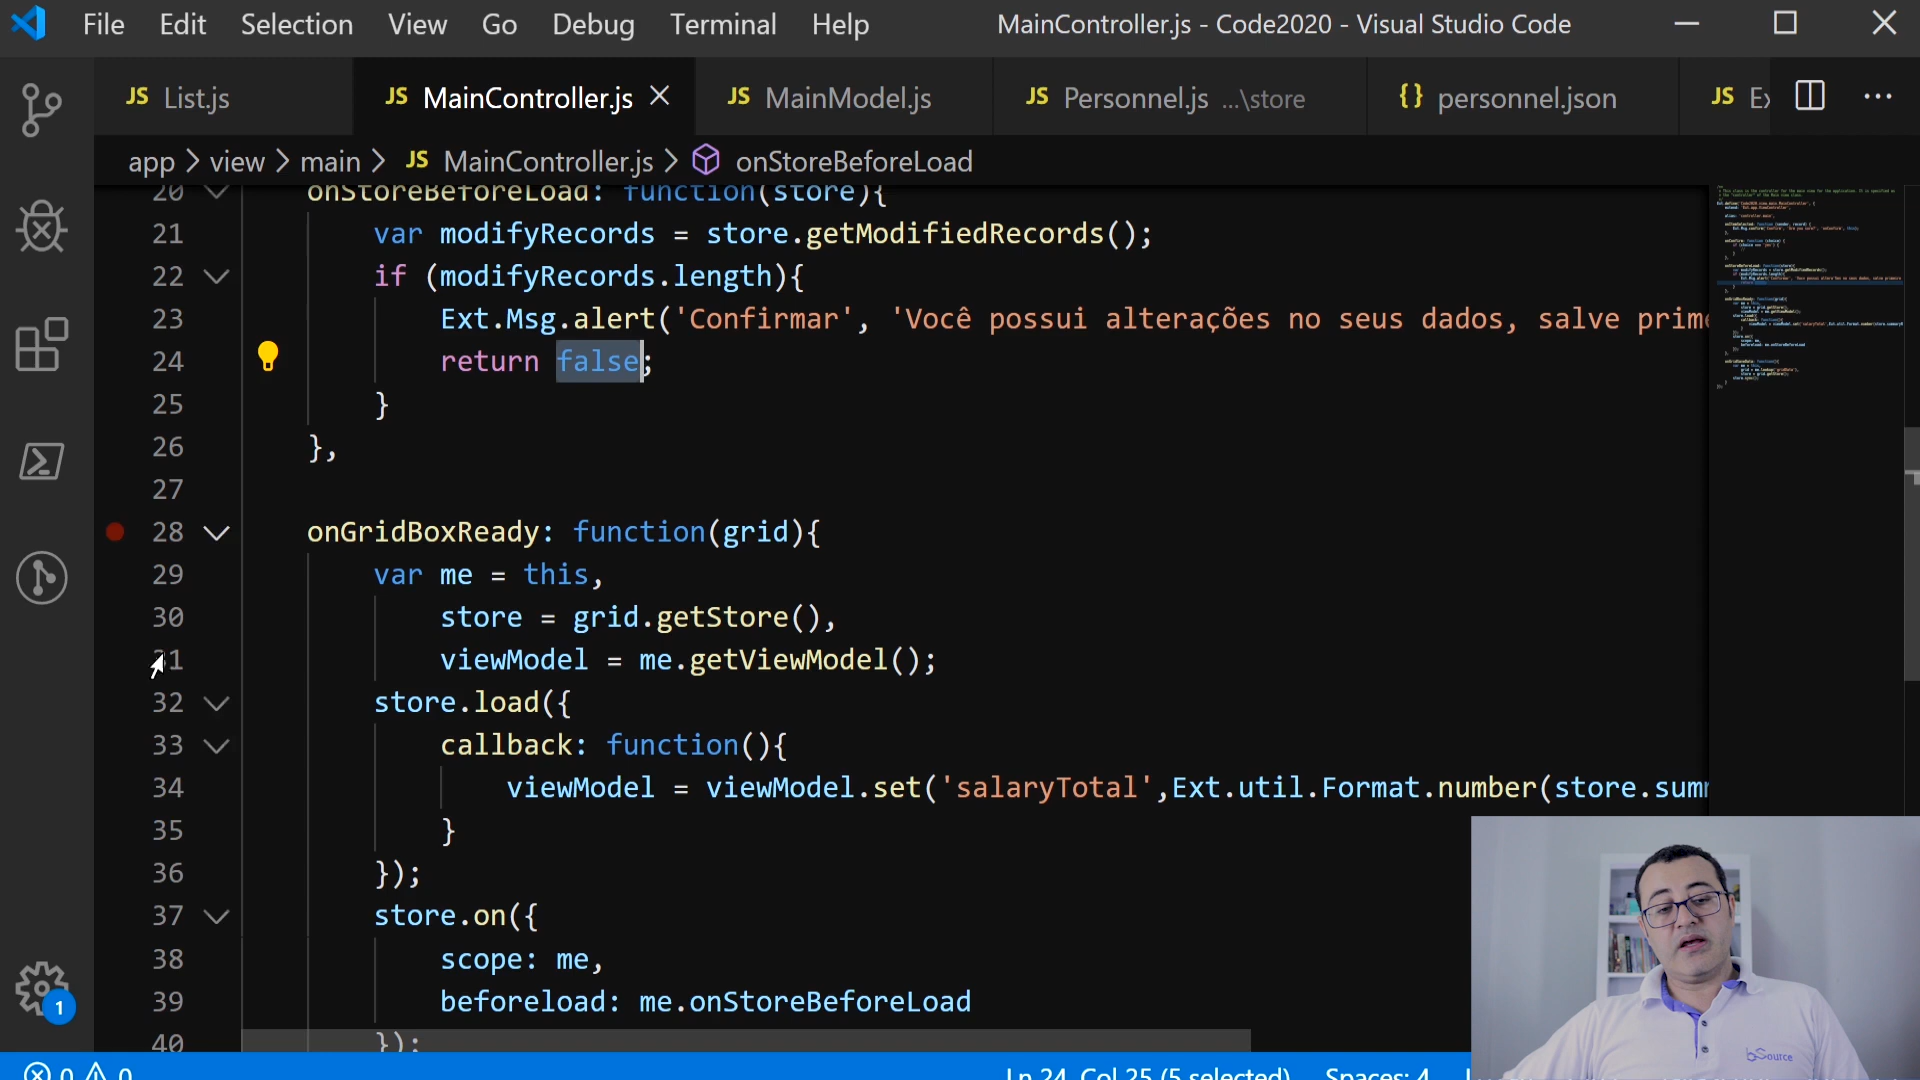 File Edit Selection View Go Debug Terminal Help MainController.js - Code2020 - Visual Studio Code
JS List.js JS MainController.js JS MainModel.js JS Personnel.js ...\store {} personnel.json JS Ex
app > view > main > JS MainController.js > onStoreBeforeLoad
20 onStoreBeforeLoad: function(store){
21 var modifyRecords = store.getModifiedRecords();
22 if (modifyRecords.length){
23 Ext.Msg.alert('Confirmar', 'Você possui alterações no seus dados, salve prim
24 return false;
25 }
26 },
27
28 onGridBoxReady: function(grid){
29 var me = this,
30 store = grid.getStore(),
31 viewModel = me.getViewModel();
32 store.load({
33 callback: function(){
34 viewModel = viewModel.set('salaryTotal',Ext.util.Format.number(store.sum
35 }
36 });
37 store.on({
38 scope: me,
39 beforeload: me.onStoreBeforeLoad
40 });
1
0 0 Ln 24, Col 25 (5 selected) Spaces: 4
bSource